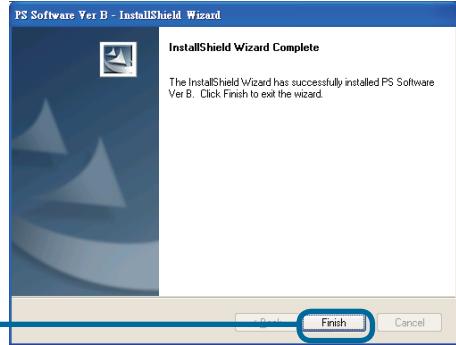 PS Software Ver B - InstallShield Wizard
InstallShield Wizard Complete
The InstallShield Wizard has successfully installed PS Software
Ver B. Click Finish to exit the wizard.
Finish
Cancel